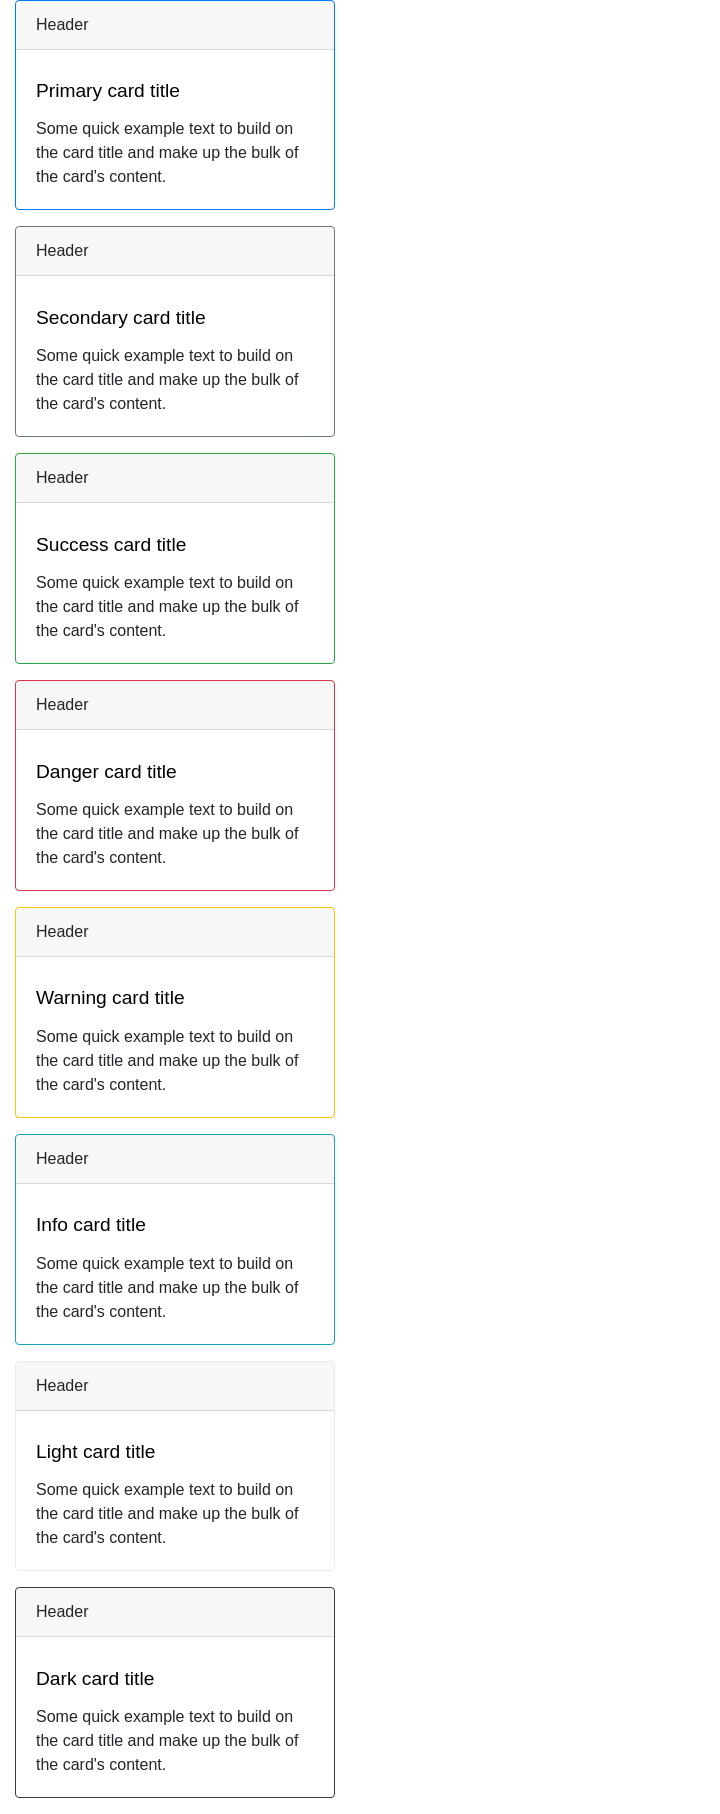 Header
Primary card title
Some quick example text to build on
the card title and make up the bulk of
the card's content.
Header
Secondary card title
Some quick example text to build on
the card title and make up the bulk of
the card's content.
Header
Success card title
Some quick example text to build on
the card title and make up the bulk of
the card's content.
Header
Danger card title
Some quick example text to build on
the card title and make up the bulk of
the card's content.
Header
Warning card title
Some quick example text to build on
the card title and make up the bulk of
the card's content.
Header
Info card title
Some quick example text to build on
the card title and make up the bulk of
the card's content.
Header
Light card title
Some quick example text to build on
the card title and make up the bulk of
the card's content.
Header
Dark card title
Some quick example text to build on
the card title and make up the bulk of
the card's content.